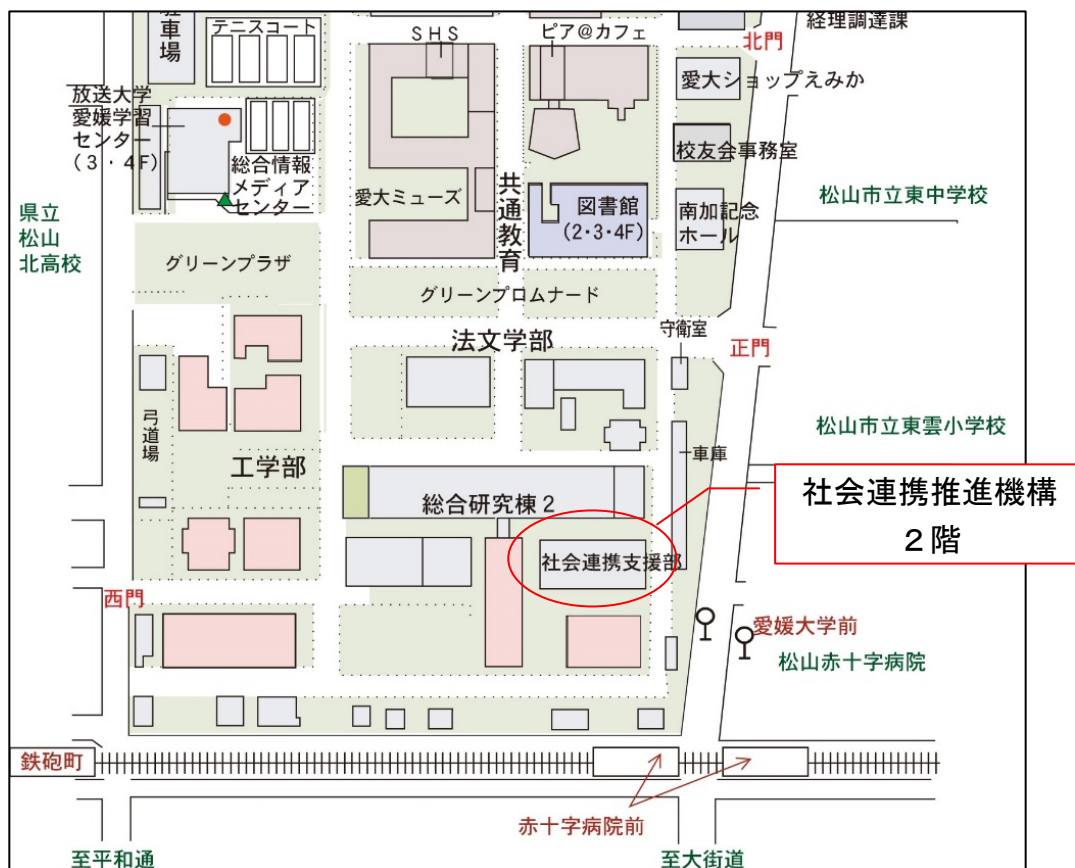 経理調達課
駐車場
テニスコート
ＳＨＳ
ピア@カフェ
北門
愛大ショップえみか
放送大学
愛媛学習
センター
(３・４F)
総合情報
メディア
センター
愛大ミューズ
共通教育
図書館
(2・3・4F)
校友会事務室
南加記念
ホール
松山市立東中学校
県立
松山
北高校
グリーンプラザ
グリーンプロムナード
法文学部
守衛室
正門
弓道場
工学部
車庫
松山市立東雲小学校
総合研究棟２
社会連携推進機構
２階
社会連携支援部
西門
愛媛大学前
松山赤十字病院
鉄砲町
赤十字病院前
至平和通
至大街道